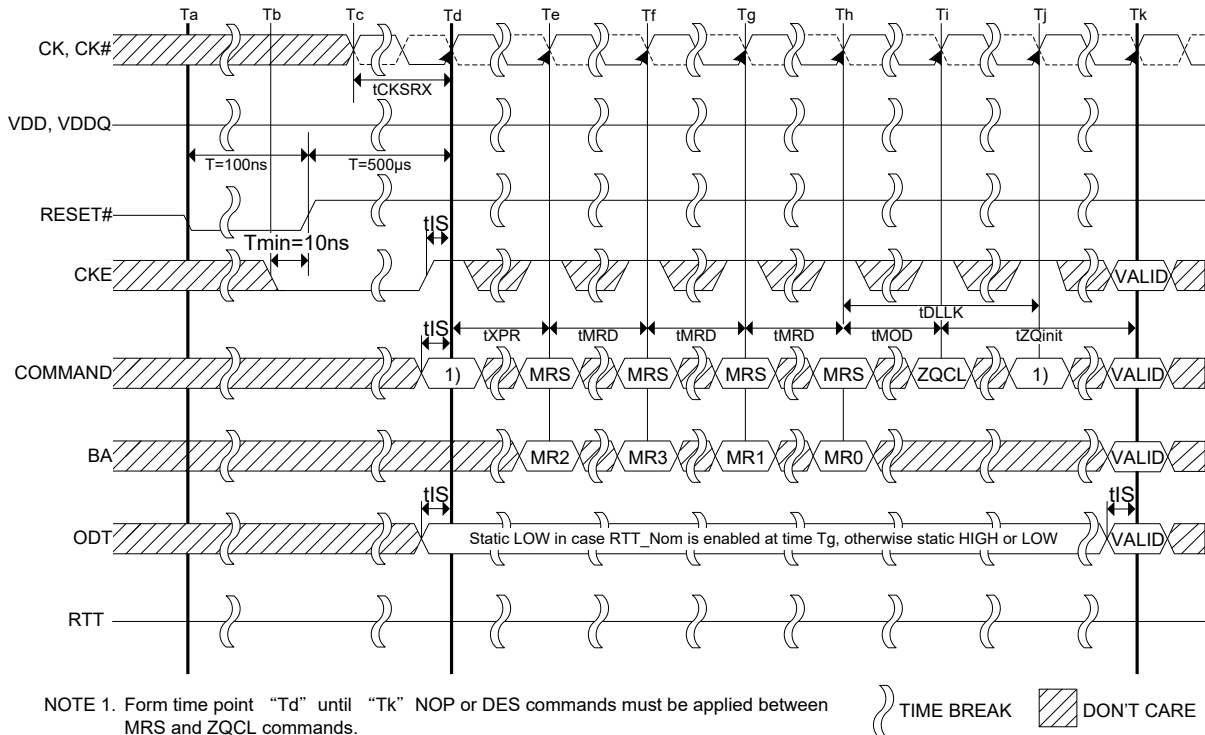 Ta Tb Tc Td Te Tf Tg Th Ti Tj Tk
CK, CK#
tCKSRX
VDD, VDDQ
T=100ns T=500µs
RESET#
tIS
Tmin=10ns
CKE VALID
tDLLK
tIS tXPR tMRD tMRD tMRD tMOD tZQinit
COMMAND 1) MRS MRS MRS MRS ZQCL 1) VALID
BA MR2 MR3 MR1 MR0 VALID
tIS tIS
ODT Static LOW in case RTT_Nom is enabled at time Tg, otherwise static HIGH or LOW VALID
RTT
NOTE 1. Form time point “Td” until “Tk” NOP or DES commands must be applied between
MRS and ZQCL commands.
TIME BREAK DON'T CARE